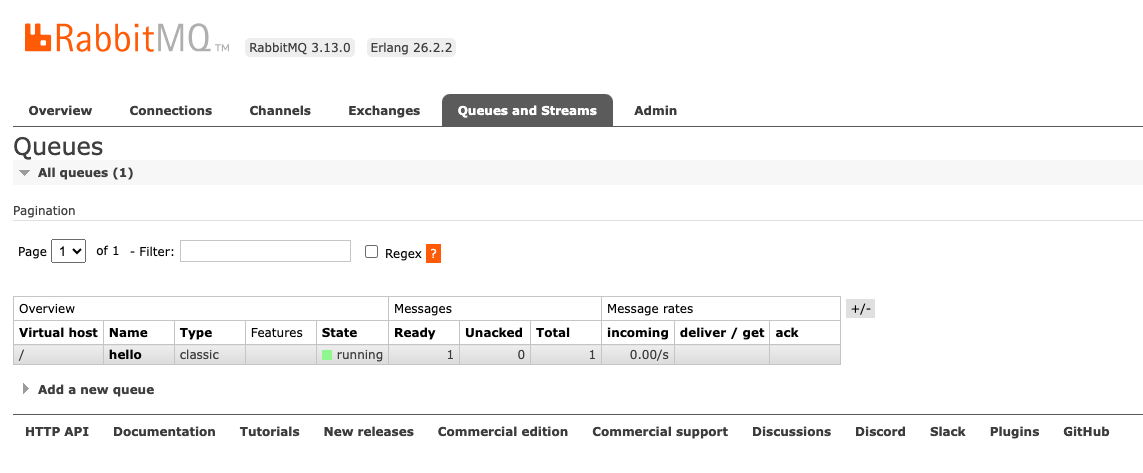 RabbitMQ TM RabbitMQ 3.13.0 Erlang 26.2.2
Overview Connections Channels Exchanges Queues and Streams Admin
Queues
All queues (1)
Pagination
Page 1 of 1 - Filter: Regex ?
Overview Messages Message rates +/-
Virtual host Name Type Features State Ready Unacked Total incoming deliver / get ack
/ hello classic running 1 0 1 0.00/s
Add a new queue
HTTP API Documentation Tutorials New releases Commercial edition Commercial support Discussions Discord Slack Plugins GitHub